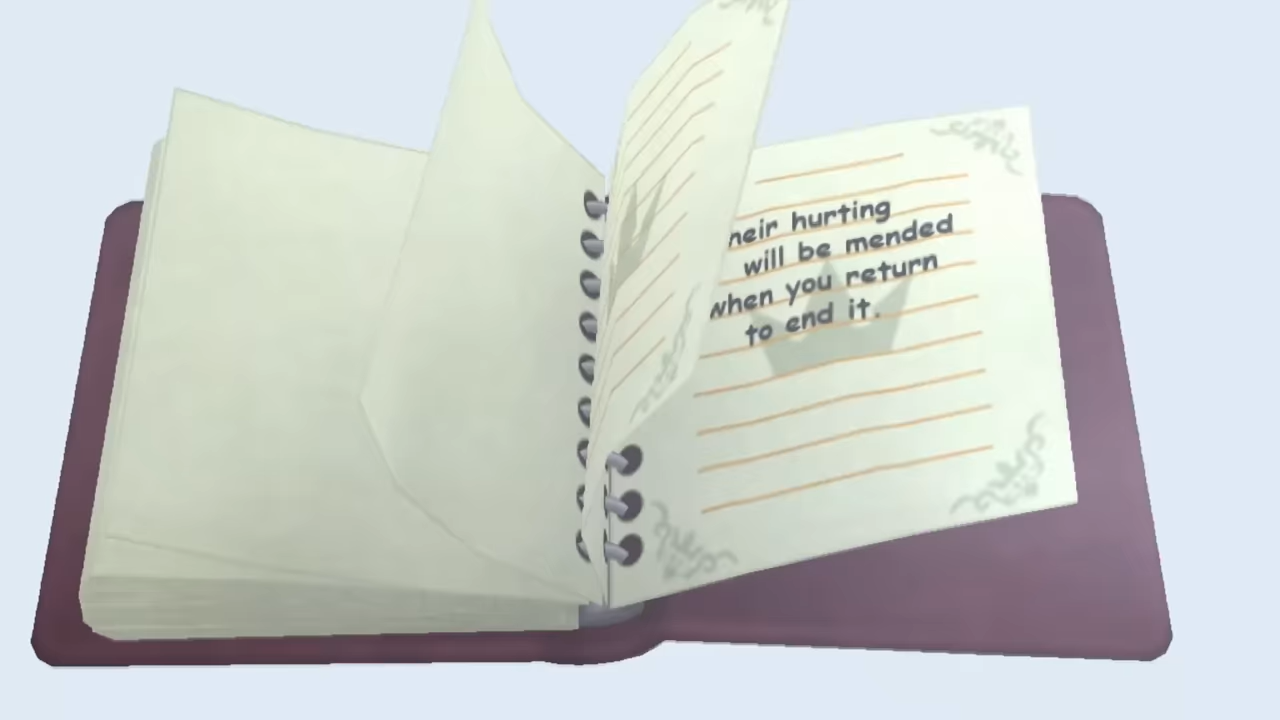 heir hurting
will be mended
when you return
to end it.